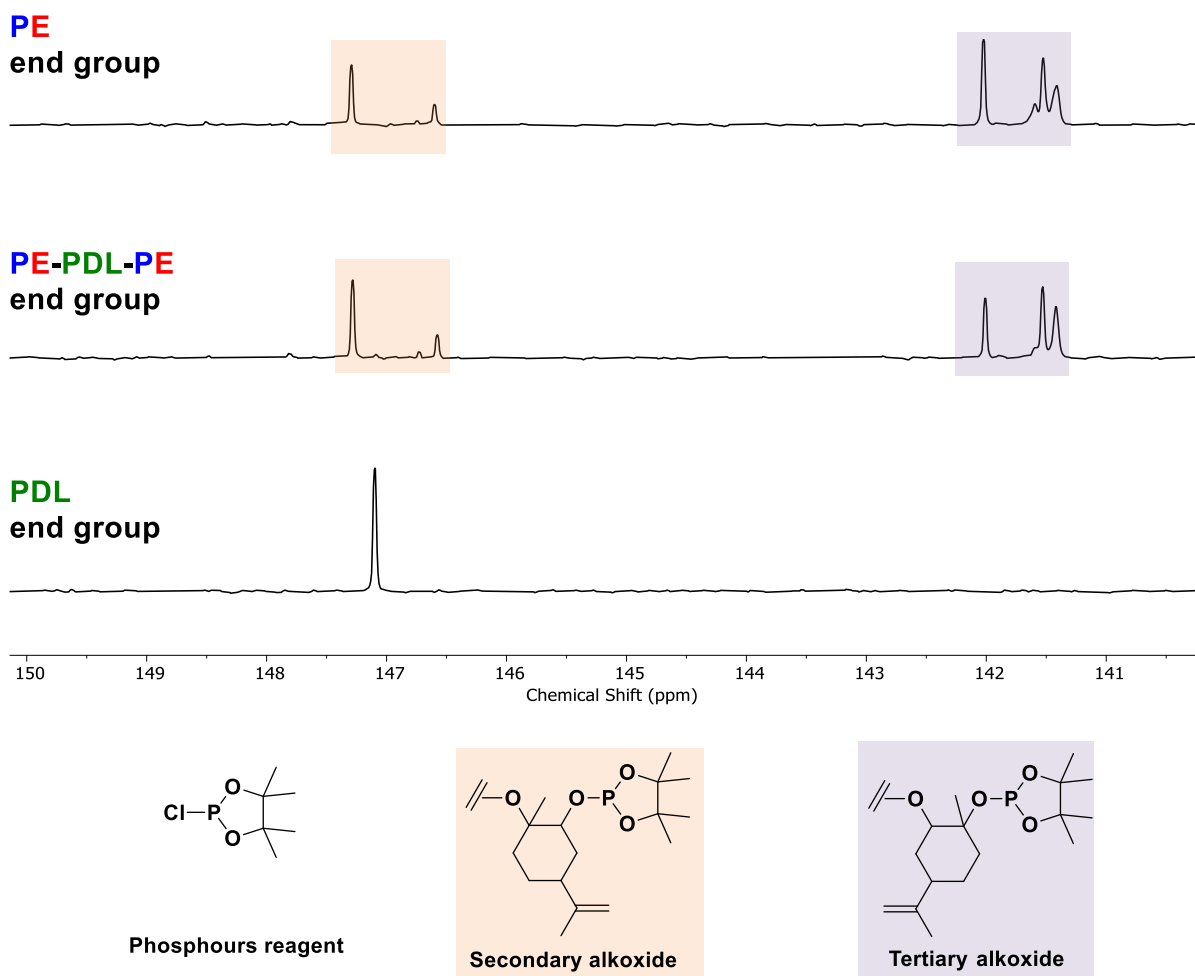 PE
end group
PE-PDL-PE
end group
PDL
end group
150 149 148 147 146 145 144 143 142 141
Chemical Shift (ppm)
Cl P O O
O O P O O
O O P O O
Phosphours reagent
Secondary alkoxide
Tertiary alkoxide